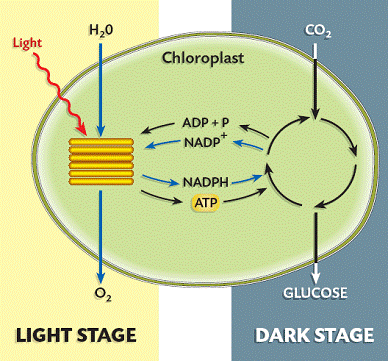 H₂0
CO₂
Light
Chloroplast
ADP + P
NADP⁺
NADPH
ATP
O₂
GLUCOSE
LIGHT STAGE
DARK STAGE